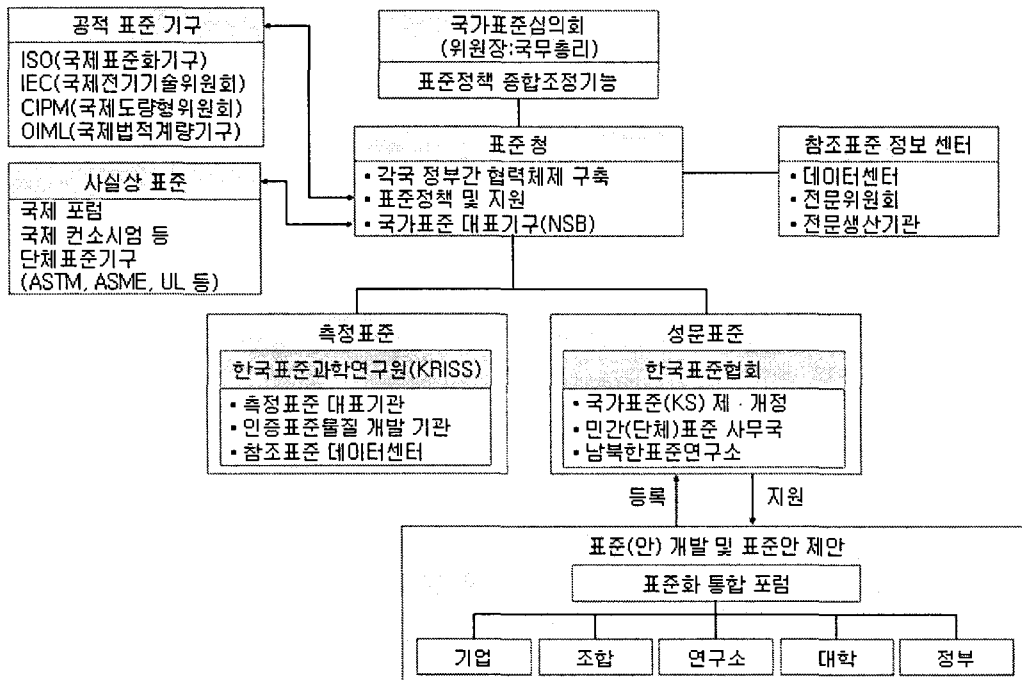 공적 표준 기구
ISO(국제표준화기구)
IEC(국제전기기술위원회)
CIPM(국제도량형위원회)
OIML(국제법적계량기구)
국가표준심의회
(위원장:국무총리)
표준정책 종합조정기능
사실상 표준
국제 포럼
국제 컨소시엄 등
단체표준기구
(ASTM, ASME, UL 등)
표준청
▪ 각국 정부간 협력체제 구축
▪ 표준정책 및 지원
▪ 국가표준 대표기구(NSB)
참조표준 정보 센터
▪ 데이터센터
▪ 전문위원회
▪ 전문생산기관
측정표준
한국표준과학연구원(KRISS)
▪ 측정표준 대표기관
▪ 인증표준물질 개발 기관
▪ 참조표준 데이터센터
성문표준
한국표준협회
▪ 국가표준(KS) 제·개정
▪ 민간(단체)표준 사무국
▪ 남북한표준연구소
등록
지원
표준(안) 개발 및 표준안 제안
표준화 통합 포럼
기업
조합
연구소
대학
정부